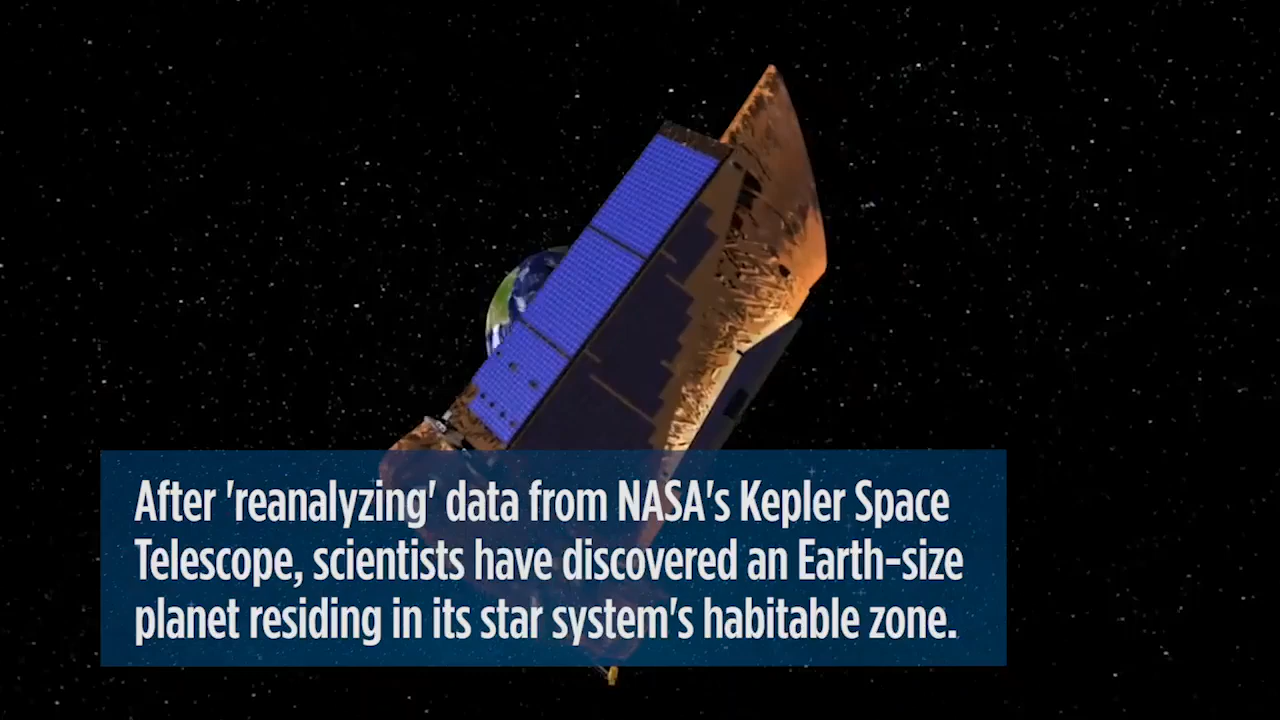 After 'reanalyzing' data from NASA's Kepler Space
Telescope, scientists have discovered an Earth-size
planet residing in its star system's habitable zone.